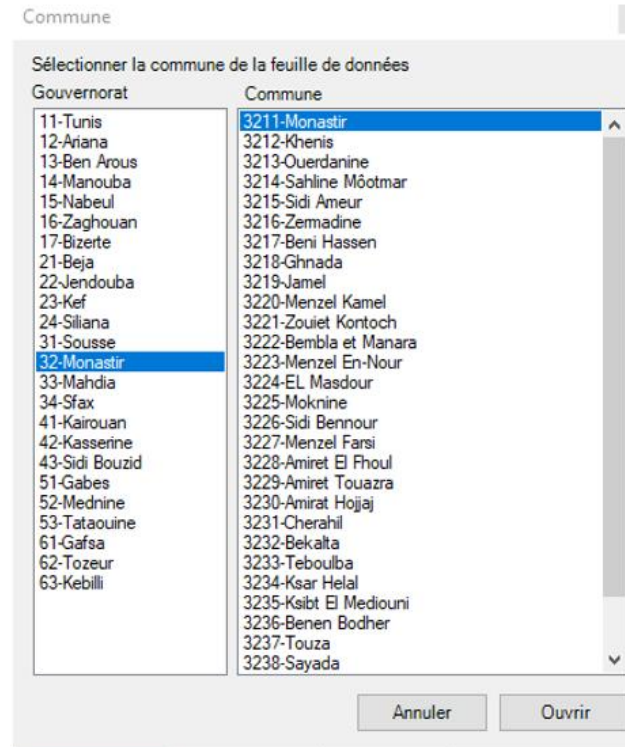 Commune
Sélectionner la commune de la feuille de données
Gouvernorat
Commune
11-Tunis
12-Ariana
13-Ben Arous
14-Manouba
15-Nabeul
16-Zaghouan
17-Bizerte
21-Beja
22-Jendouba
23-Kef
24-Siliana
31-Sousse
32-Monastir
33-Mahdia
34-Sfax
41-Kairouan
42-Kasserine
43-Sidi Bouzid
51-Gabes
52-Mednine
53-Tataouine
61-Gafsa
62-Tozeur
63-Kebilli
3211-Monastir
3212-Khenis
3213-Ouerdanine
3214-Sahline Môotmar
3215-Sidi Ameur
3216-Zermadine
3217-Beni Hassen
3218-Ghnada
3219-Jamel
3220-Menzel Kamel
3221-Zouiet Kontoch
3222-Bembla et Manara
3223-Menzel En-Nour
3224-EL Masdour
3225-Moknine
3226-Sidi Bennour
3227-Menzel Farsi
3228-Amiret El Fhoul
3229-Amiret Touazra
3230-Amirat Hojjaj
3231-Cherahil
3232-Bekalta
3233-Teboulba
3234-Ksar Helal
3235-Ksibt El Mediouni
3236-Benen Bodher
3237-Touza
3238-Sayada
Annuler
Ouvrir